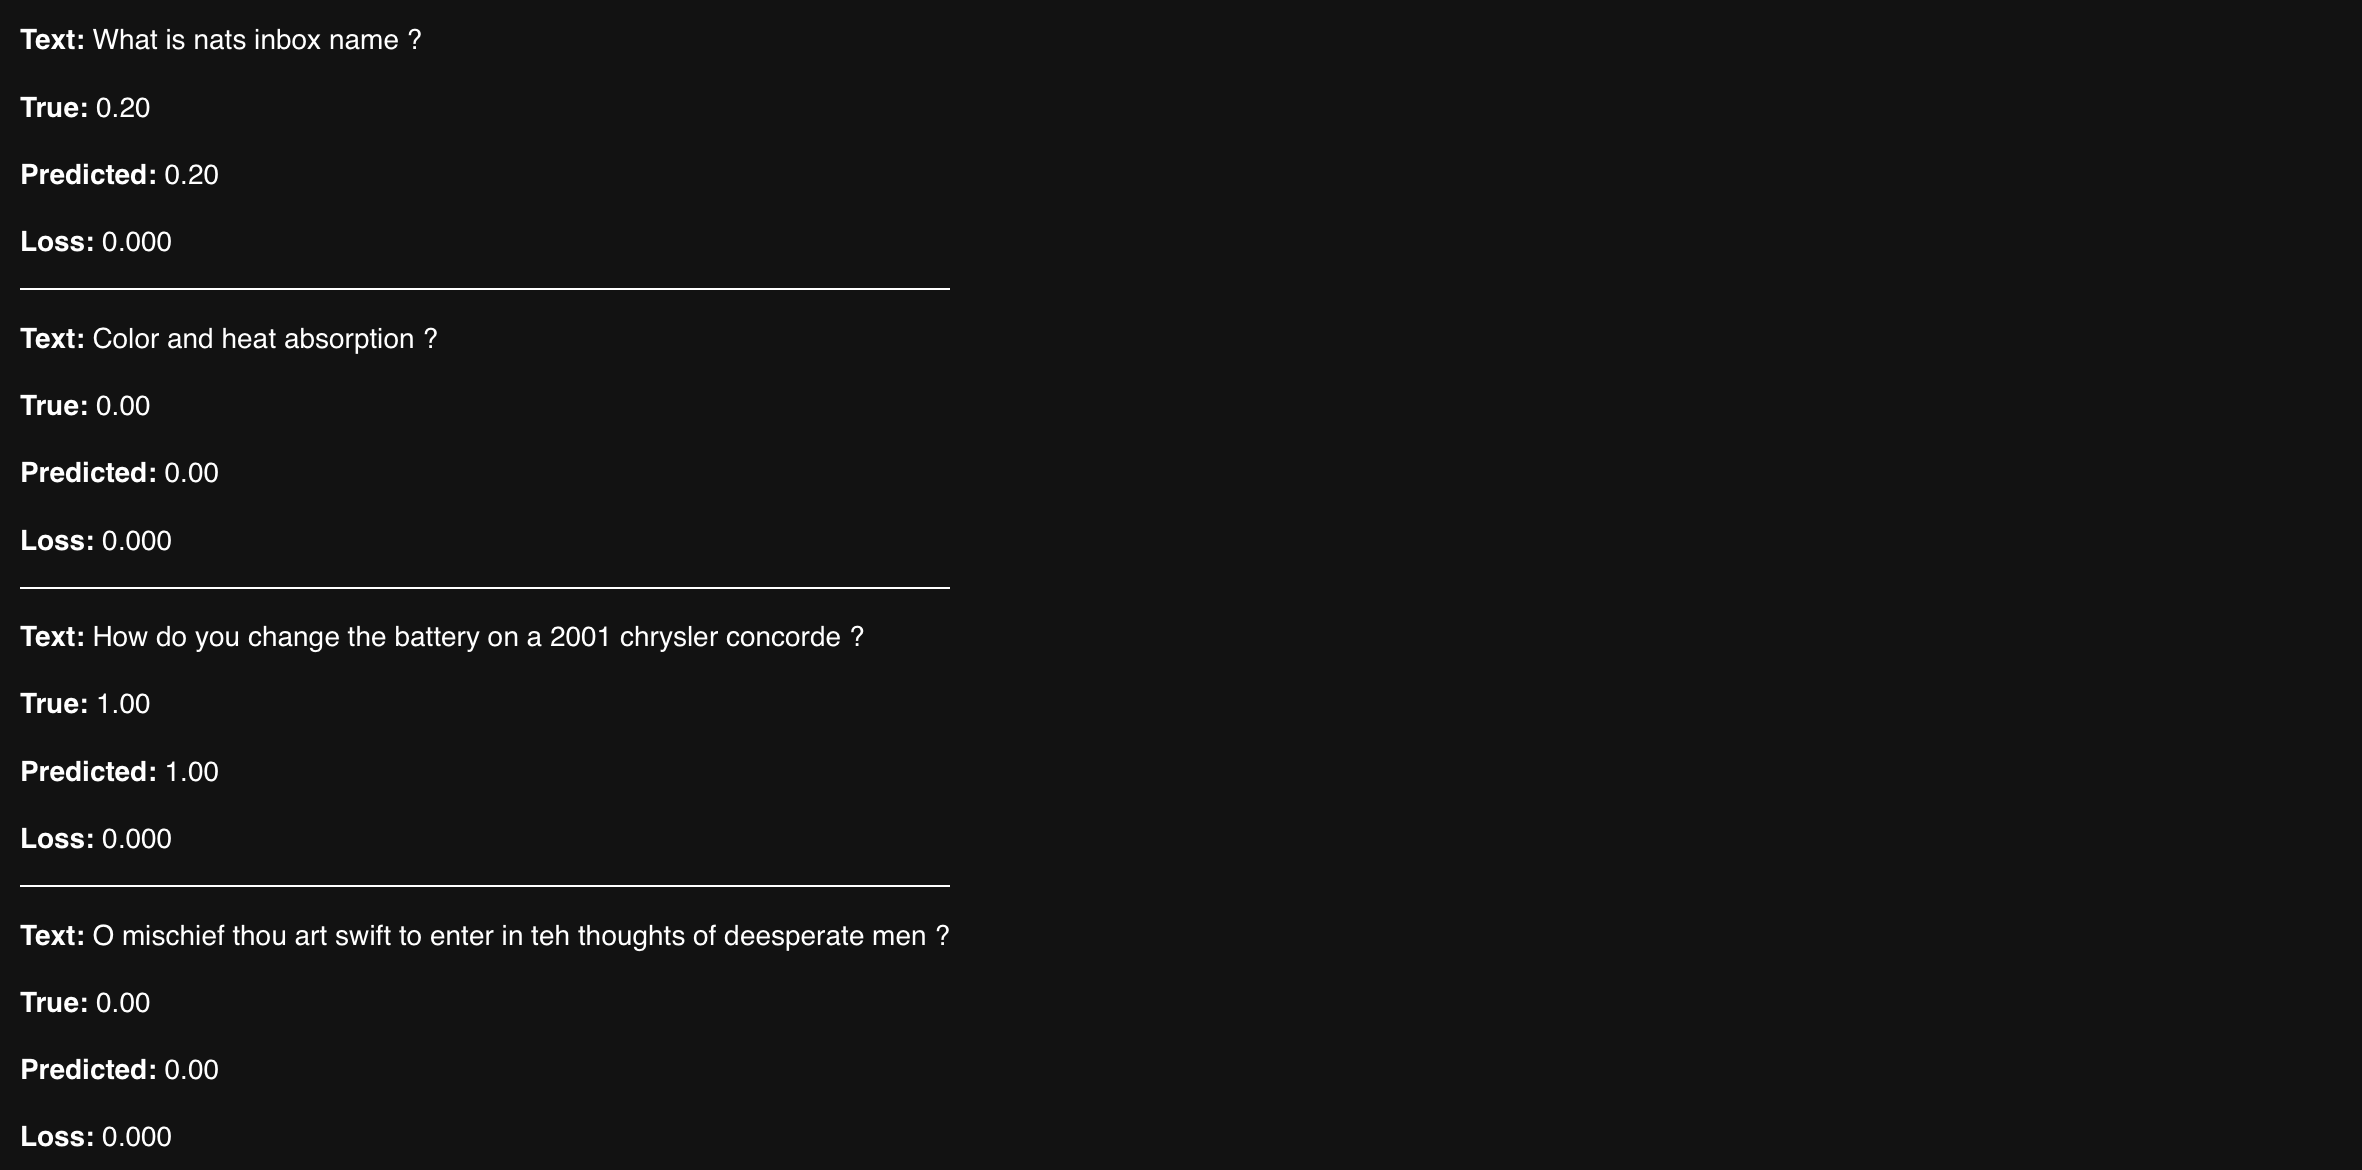 Text: What is nats inbox name ?
True: 0.20
Predicted: 0.20
Loss: 0.000
Text: Color and heat absorption ?
True: 0.00
Predicted: 0.00
Loss: 0.000
Text: How do you change the battery on a 2001 chrysler concorde ?
True: 1.00
Predicted: 1.00
Loss: 0.000
Text: O mischief thou art swift to enter in teh thoughts of deesperate men ?
True: 0.00
Predicted: 0.00
Loss: 0.000